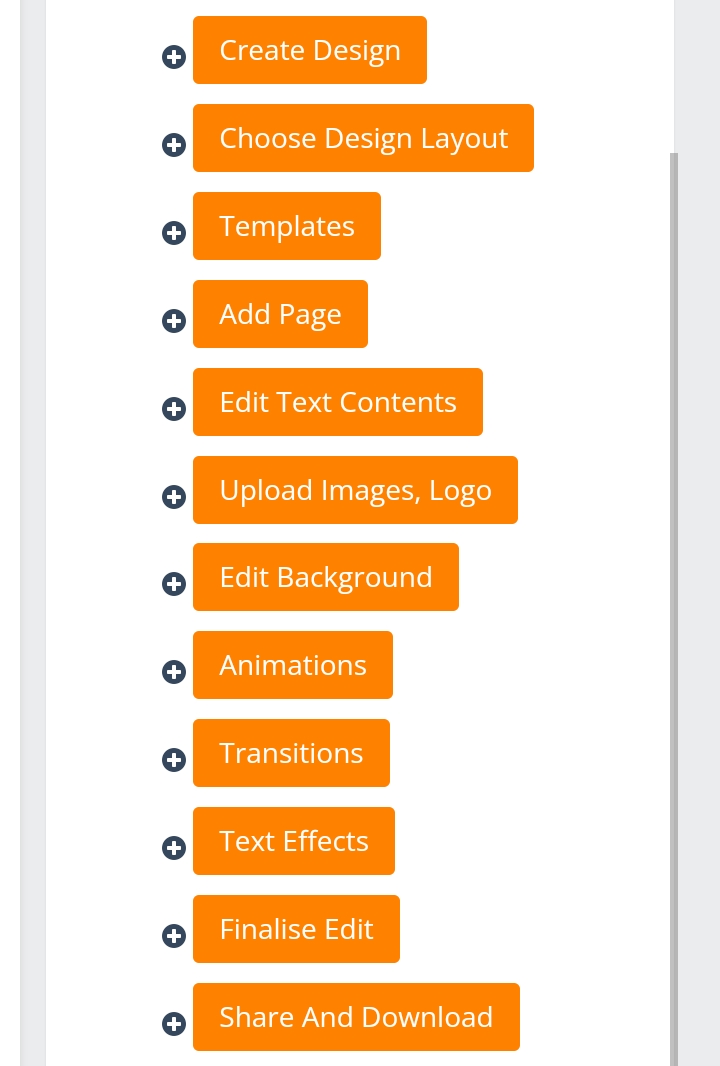 Create Design
Choose Design Layout
Templates
Add Page
Edit Text Contents
Upload Images, Logo
Edit Background
Animations
Transitions
Text Effects
Finalise Edit
Share And Download